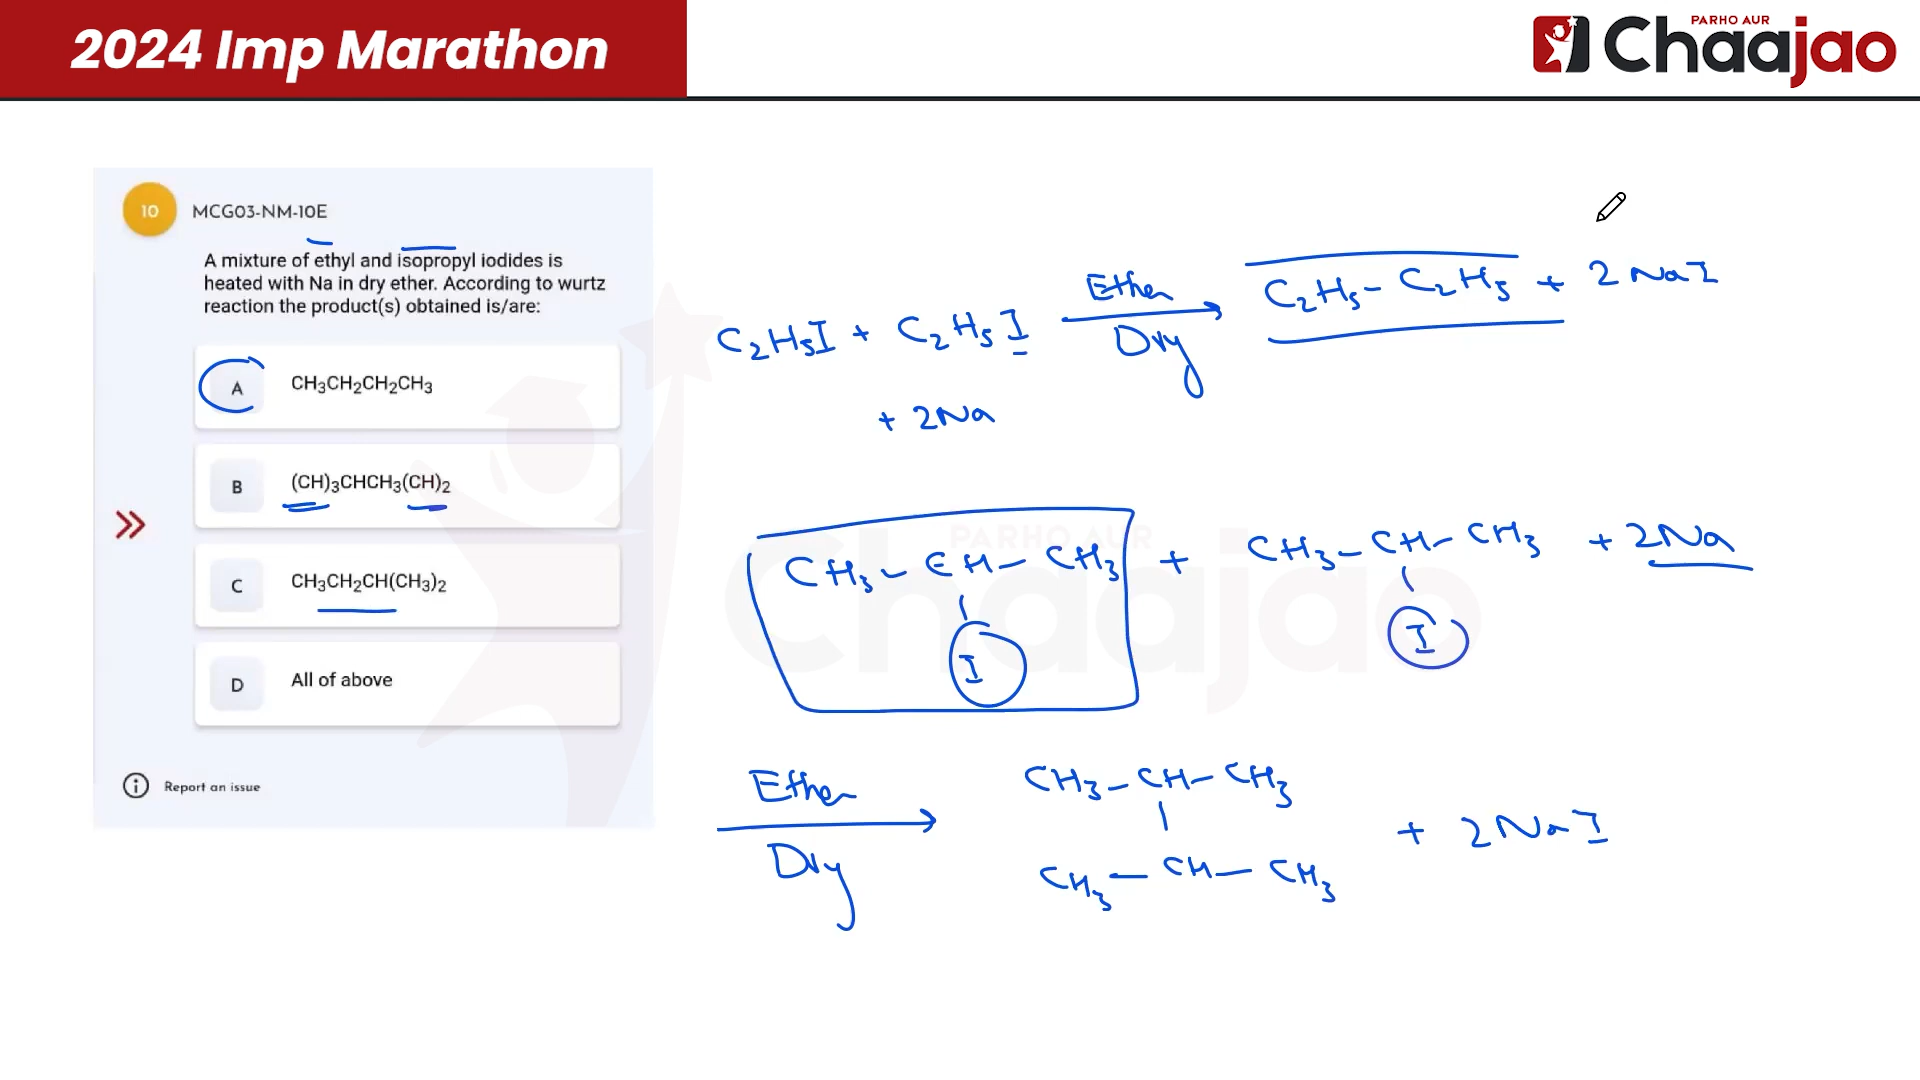 2024 Imp Marathon
PARHO AUR
Chaajao
10
MCG03-NM-10E
A mixture of ethyl and isopropyl iodides is
heated with Na in dry ether. According to wurtz
reaction the product(s) obtained is/are:
A CH₃CH₂CH₂CH₃
B (CH)₃CHCH₃(CH)₂
C CH₃CH₂CH(CH₃)₂
D All of above
Report an issue
C₂H₅I + C₂H₅I Ether C₂H₅- C₂H₅ + 2NaI
Dry
+ 2Na
CH₃- CH- CH₃ + CH₃- CH- CH₃ + 2Na
I I
Ether CH₃- CH- CH₃
+ 2NaI
Dry CH₃- CH- CH₃
PARHO AUR
Chaajao